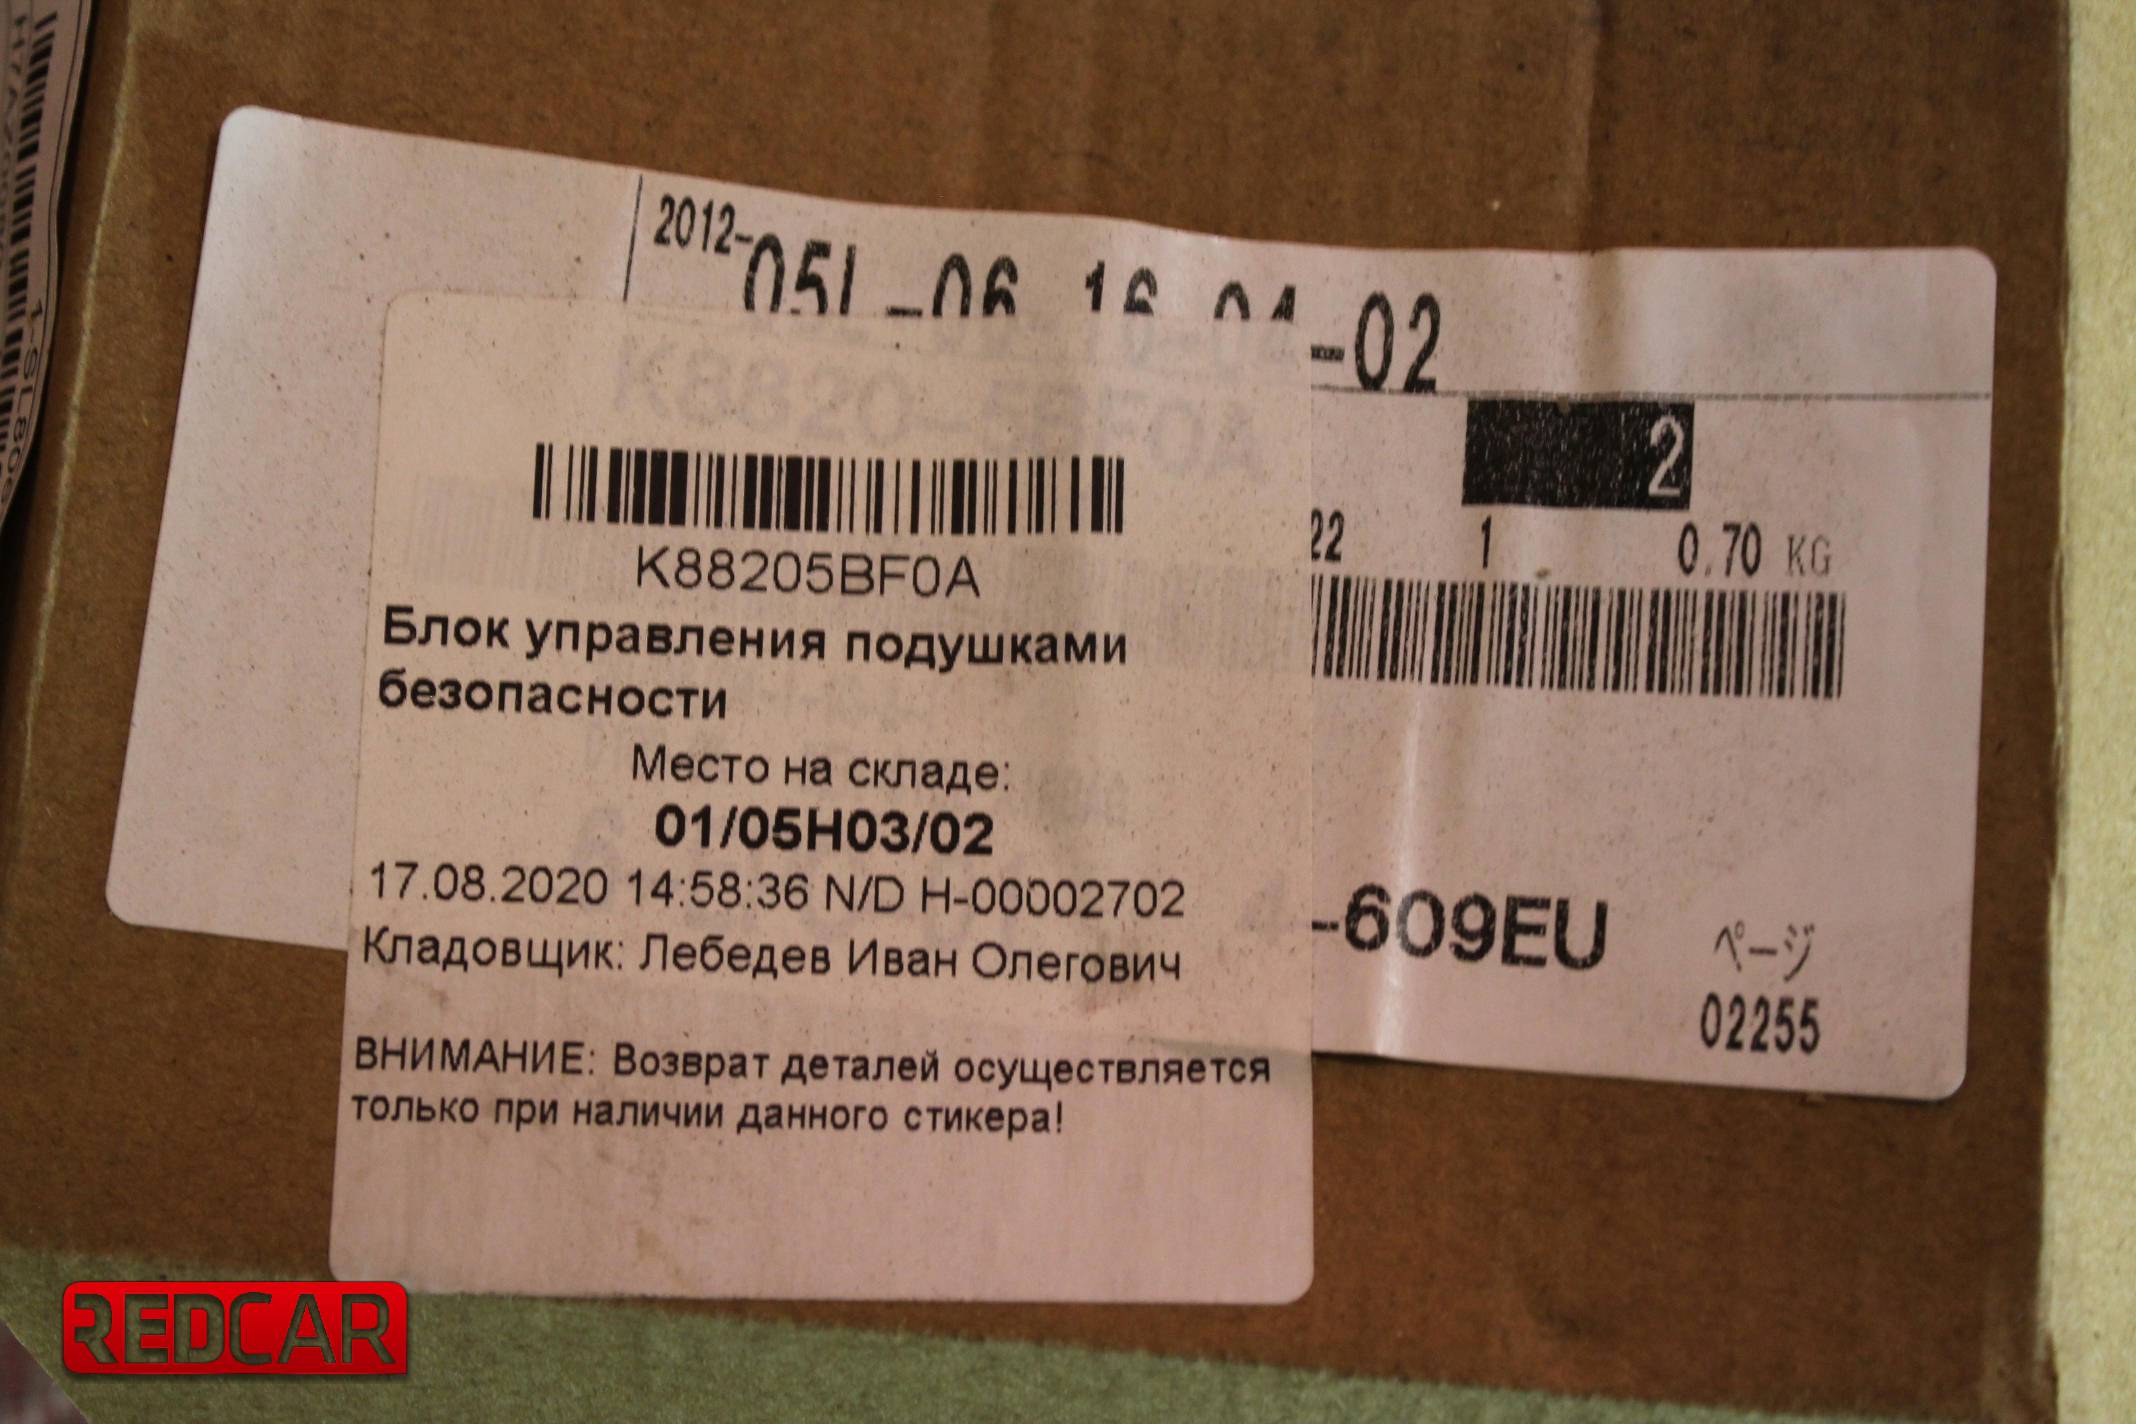 2012-
-02
K8820-5BF0A
2
22 1 0.70 KG
K88205BF0A
Блок управления подушками
безопасности
Место на складе:
01/05H03/02
17.08.2020 14:58:36 N/D H-00002702
Кладовщик: Лебедев Иван Олегович
-609EU
ページ
02255
ВНИМАНИЕ: Возврат деталей осуществляется
только при наличии данного стикера!
REDCAR